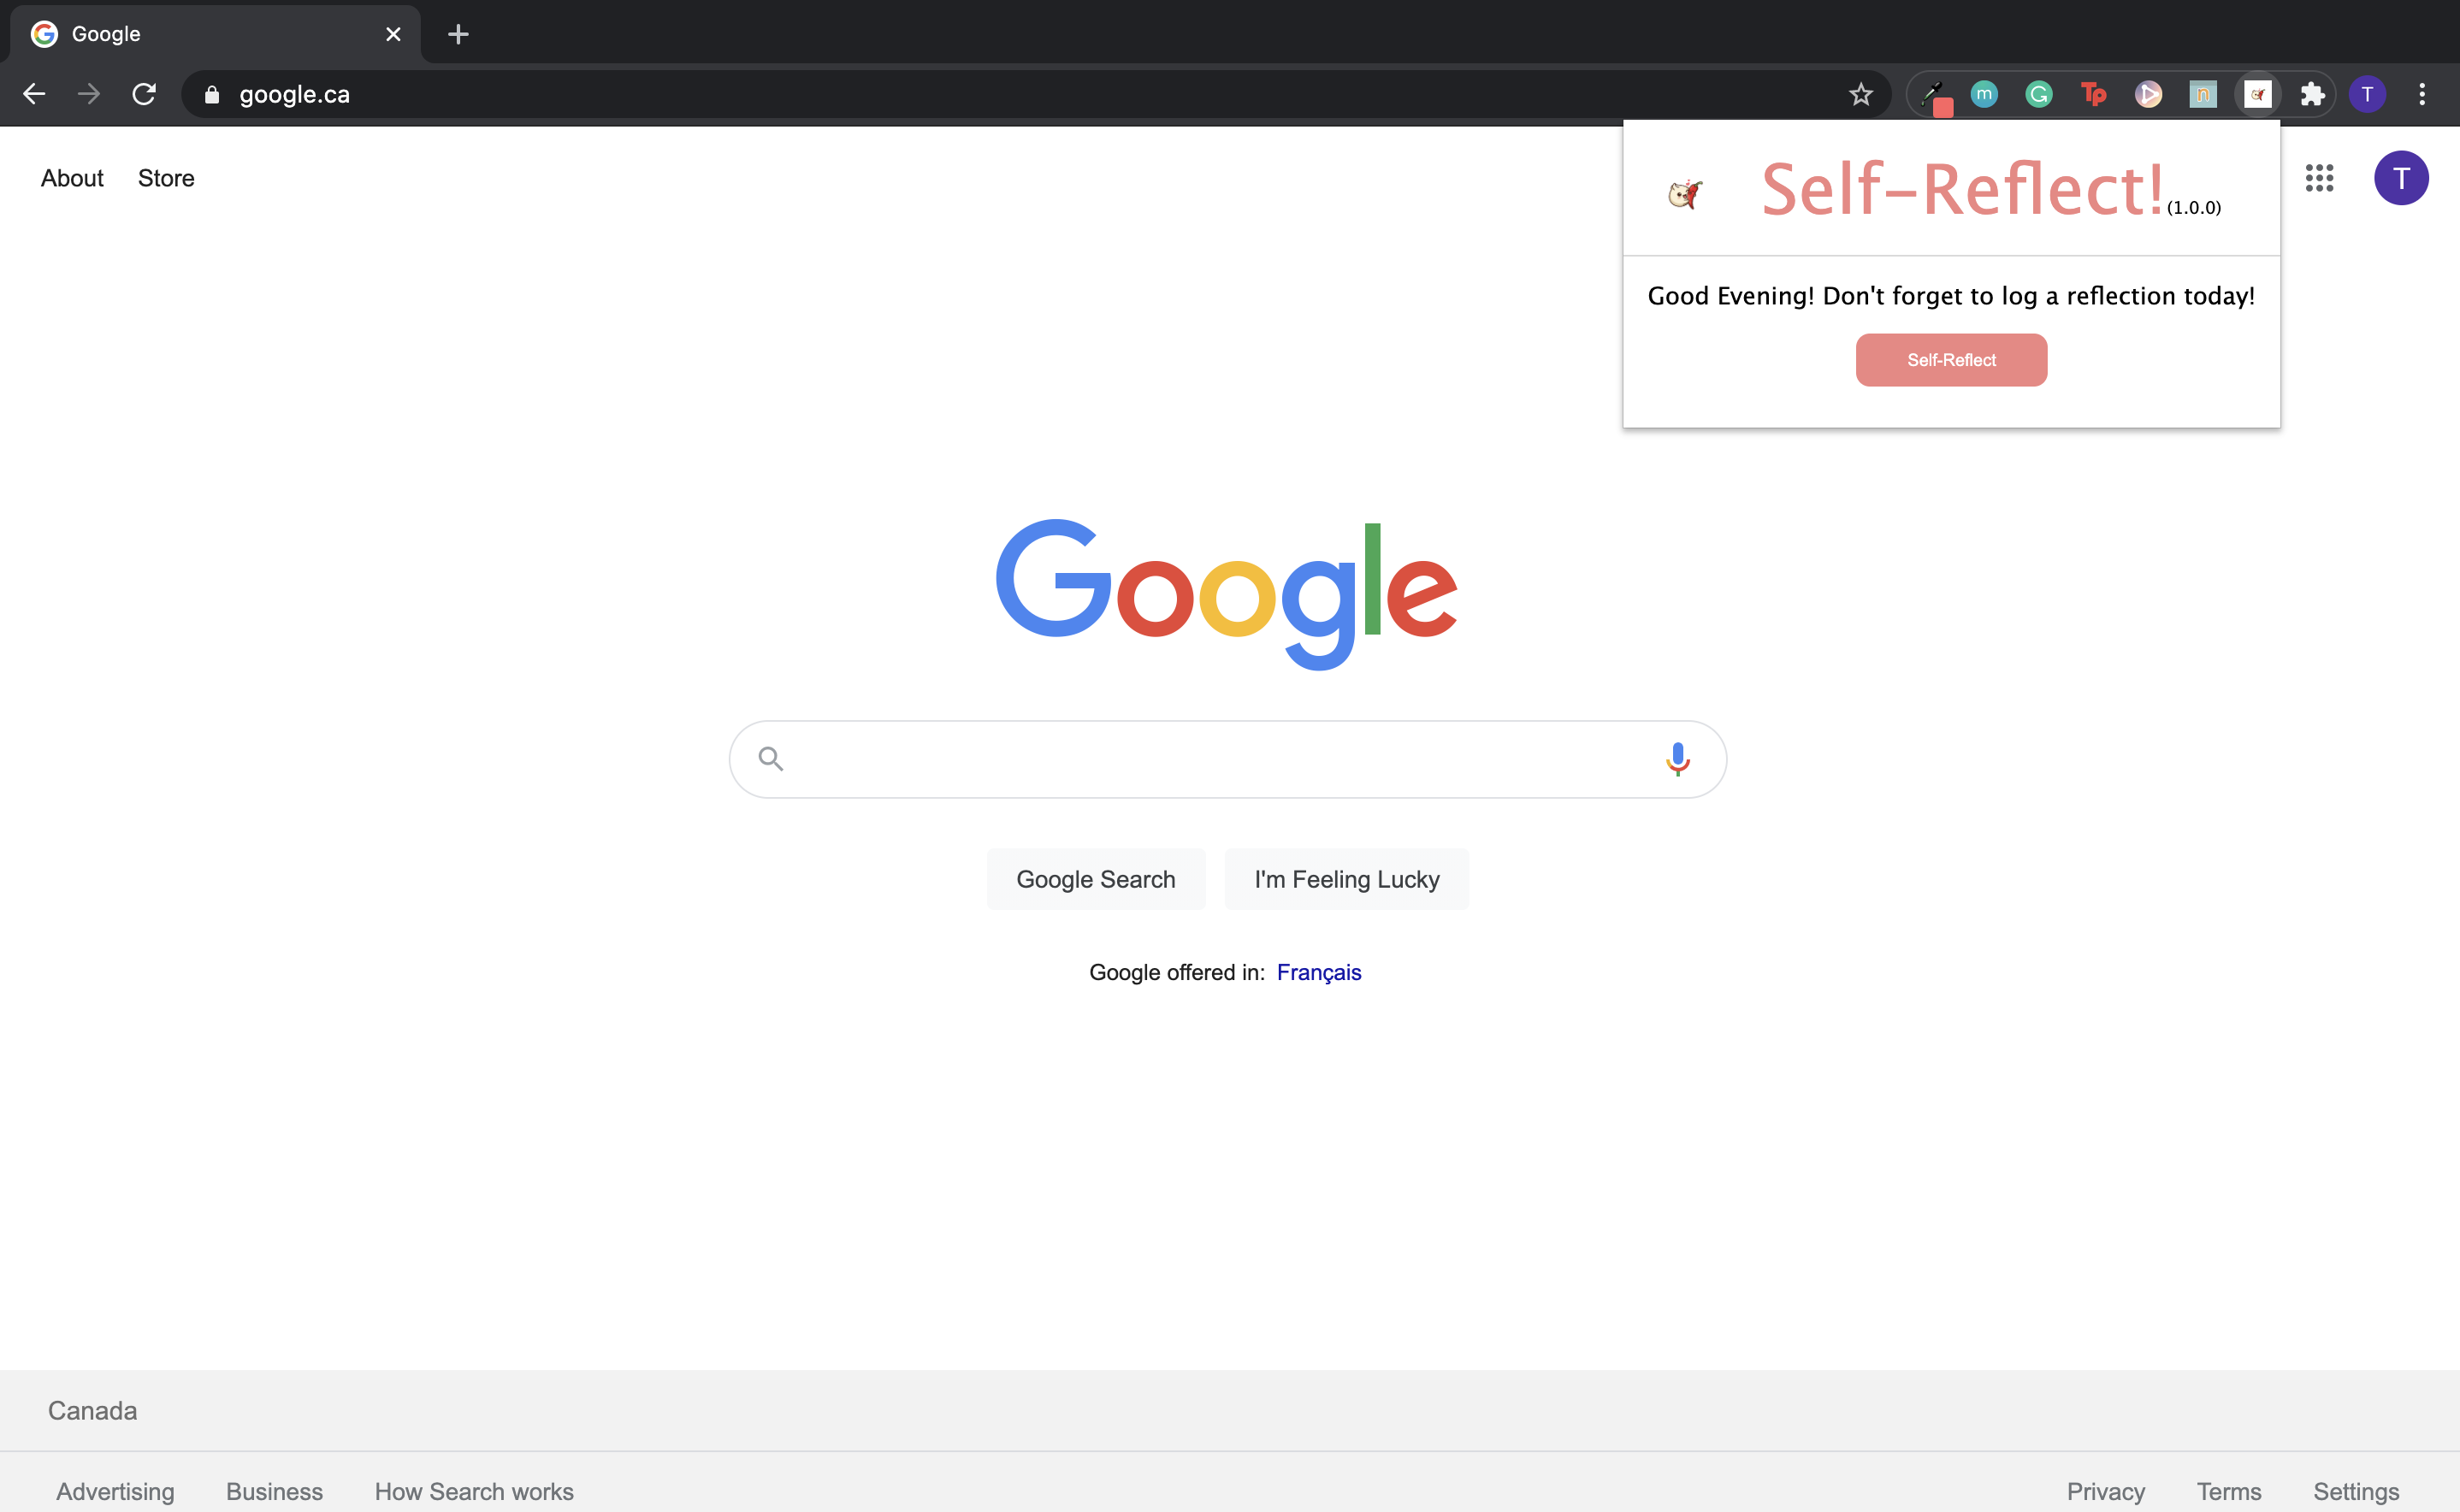 Google
google.ca
m
G
Tp
n
T
About Store
T
Self-Reflect!(1.0.0)
Good Evening! Don't forget to log a reflection today!
Self-Reflect
Google
Google Search I'm Feeling Lucky
Google offered in: Français
Canada
Advertising Business How Search works Privacy Terms Settings